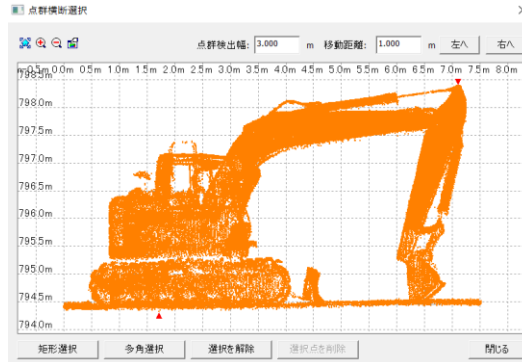 点群横断選択
点群検出幅: 3.000 m 移動距離: 1.000 m 左へ 右へ
0.0m 0.5m 1.0m 1.5m 2.0m 2.5m 3.0m 3.5m 4.0m 4.5m 5.0m 5.5m 6.0m 6.5m 7.0m 7.5m 8.0m
798.5m
798.0m
797.5m
797.0m
796.5m
796.0m
795.5m
795.0m
794.5m
794.0m
矩形選択 多角選択 選択を解除 選択点を削除 閉じる